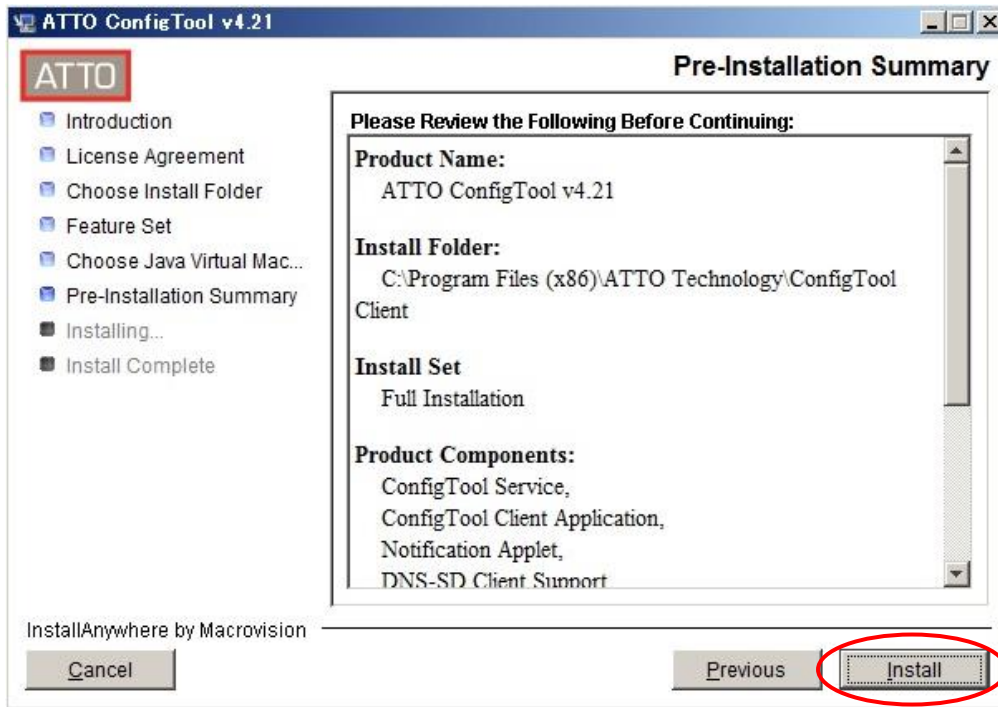 ATTO ConfigTool v4.21
ATTO
Pre-Installation Summary
Introduction
License Agreement
Choose Install Folder
Feature Set
Choose Java Virtual Mac...
Pre-Installation Summary
Installing...
Install Complete
Please Review the Following Before Continuing:
Product Name:
ATTO ConfigTool v4.21
Install Folder:
C:\Program Files (x86)\ATTO Technology\ConfigTool
Client
Install Set
Full Installation
Product Components:
ConfigTool Service,
ConfigTool Client Application,
Notification Applet,
DNS-SD Client Support
InstallAnywhere by Macrovision
Cancel
Previous
Install